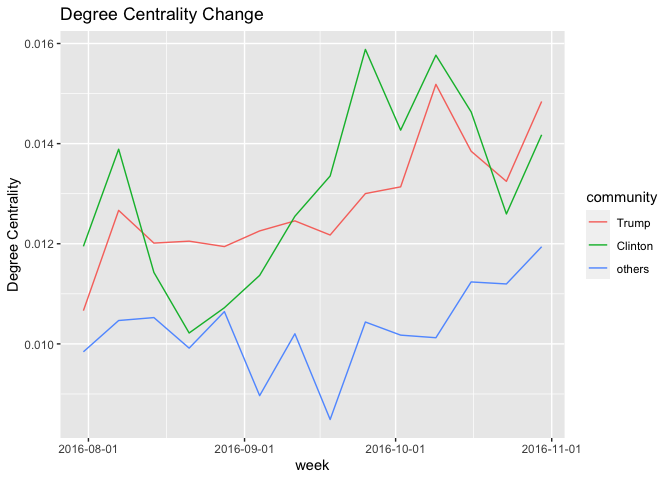 Degree Centrality Change
0.016
0.014
0.012
0.010
Degree Centrality
2016-08-01 2016-09-01 2016-10-01 2016-11-01
week
community
Trump
Clinton
others